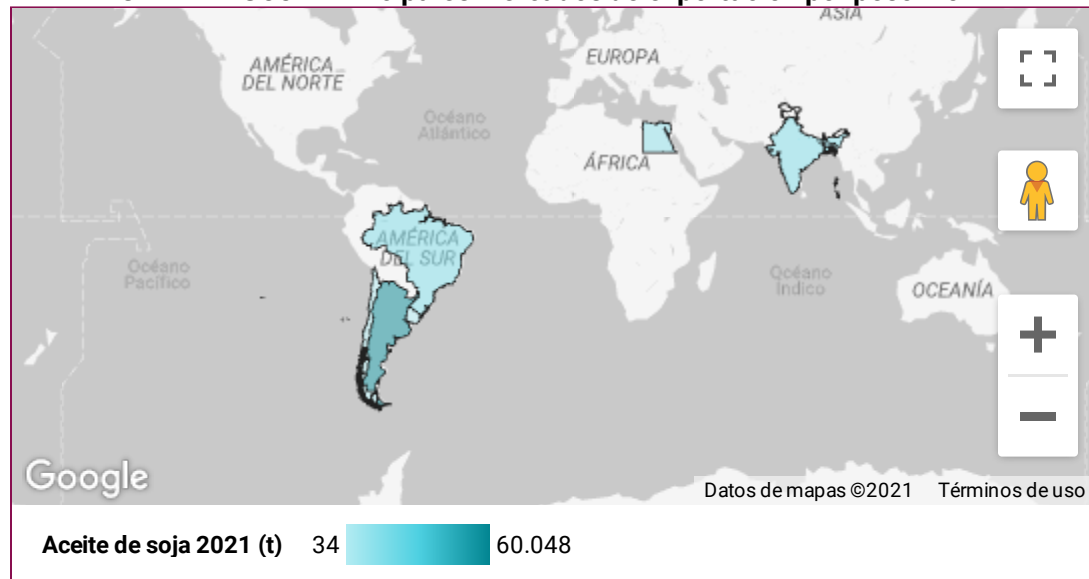 ASIA
EUROPA
AMÉRICA
DEL NORTE
Océano
Atlántico
ÁFRICA
AMÉRICA
DEL SUR
Océano
Pacífico
Océano
Índico
OCEANÍA
Google
Datos de mapas ©2021 Términos de uso
Aceite de soja 2021 (t) 34 60.048